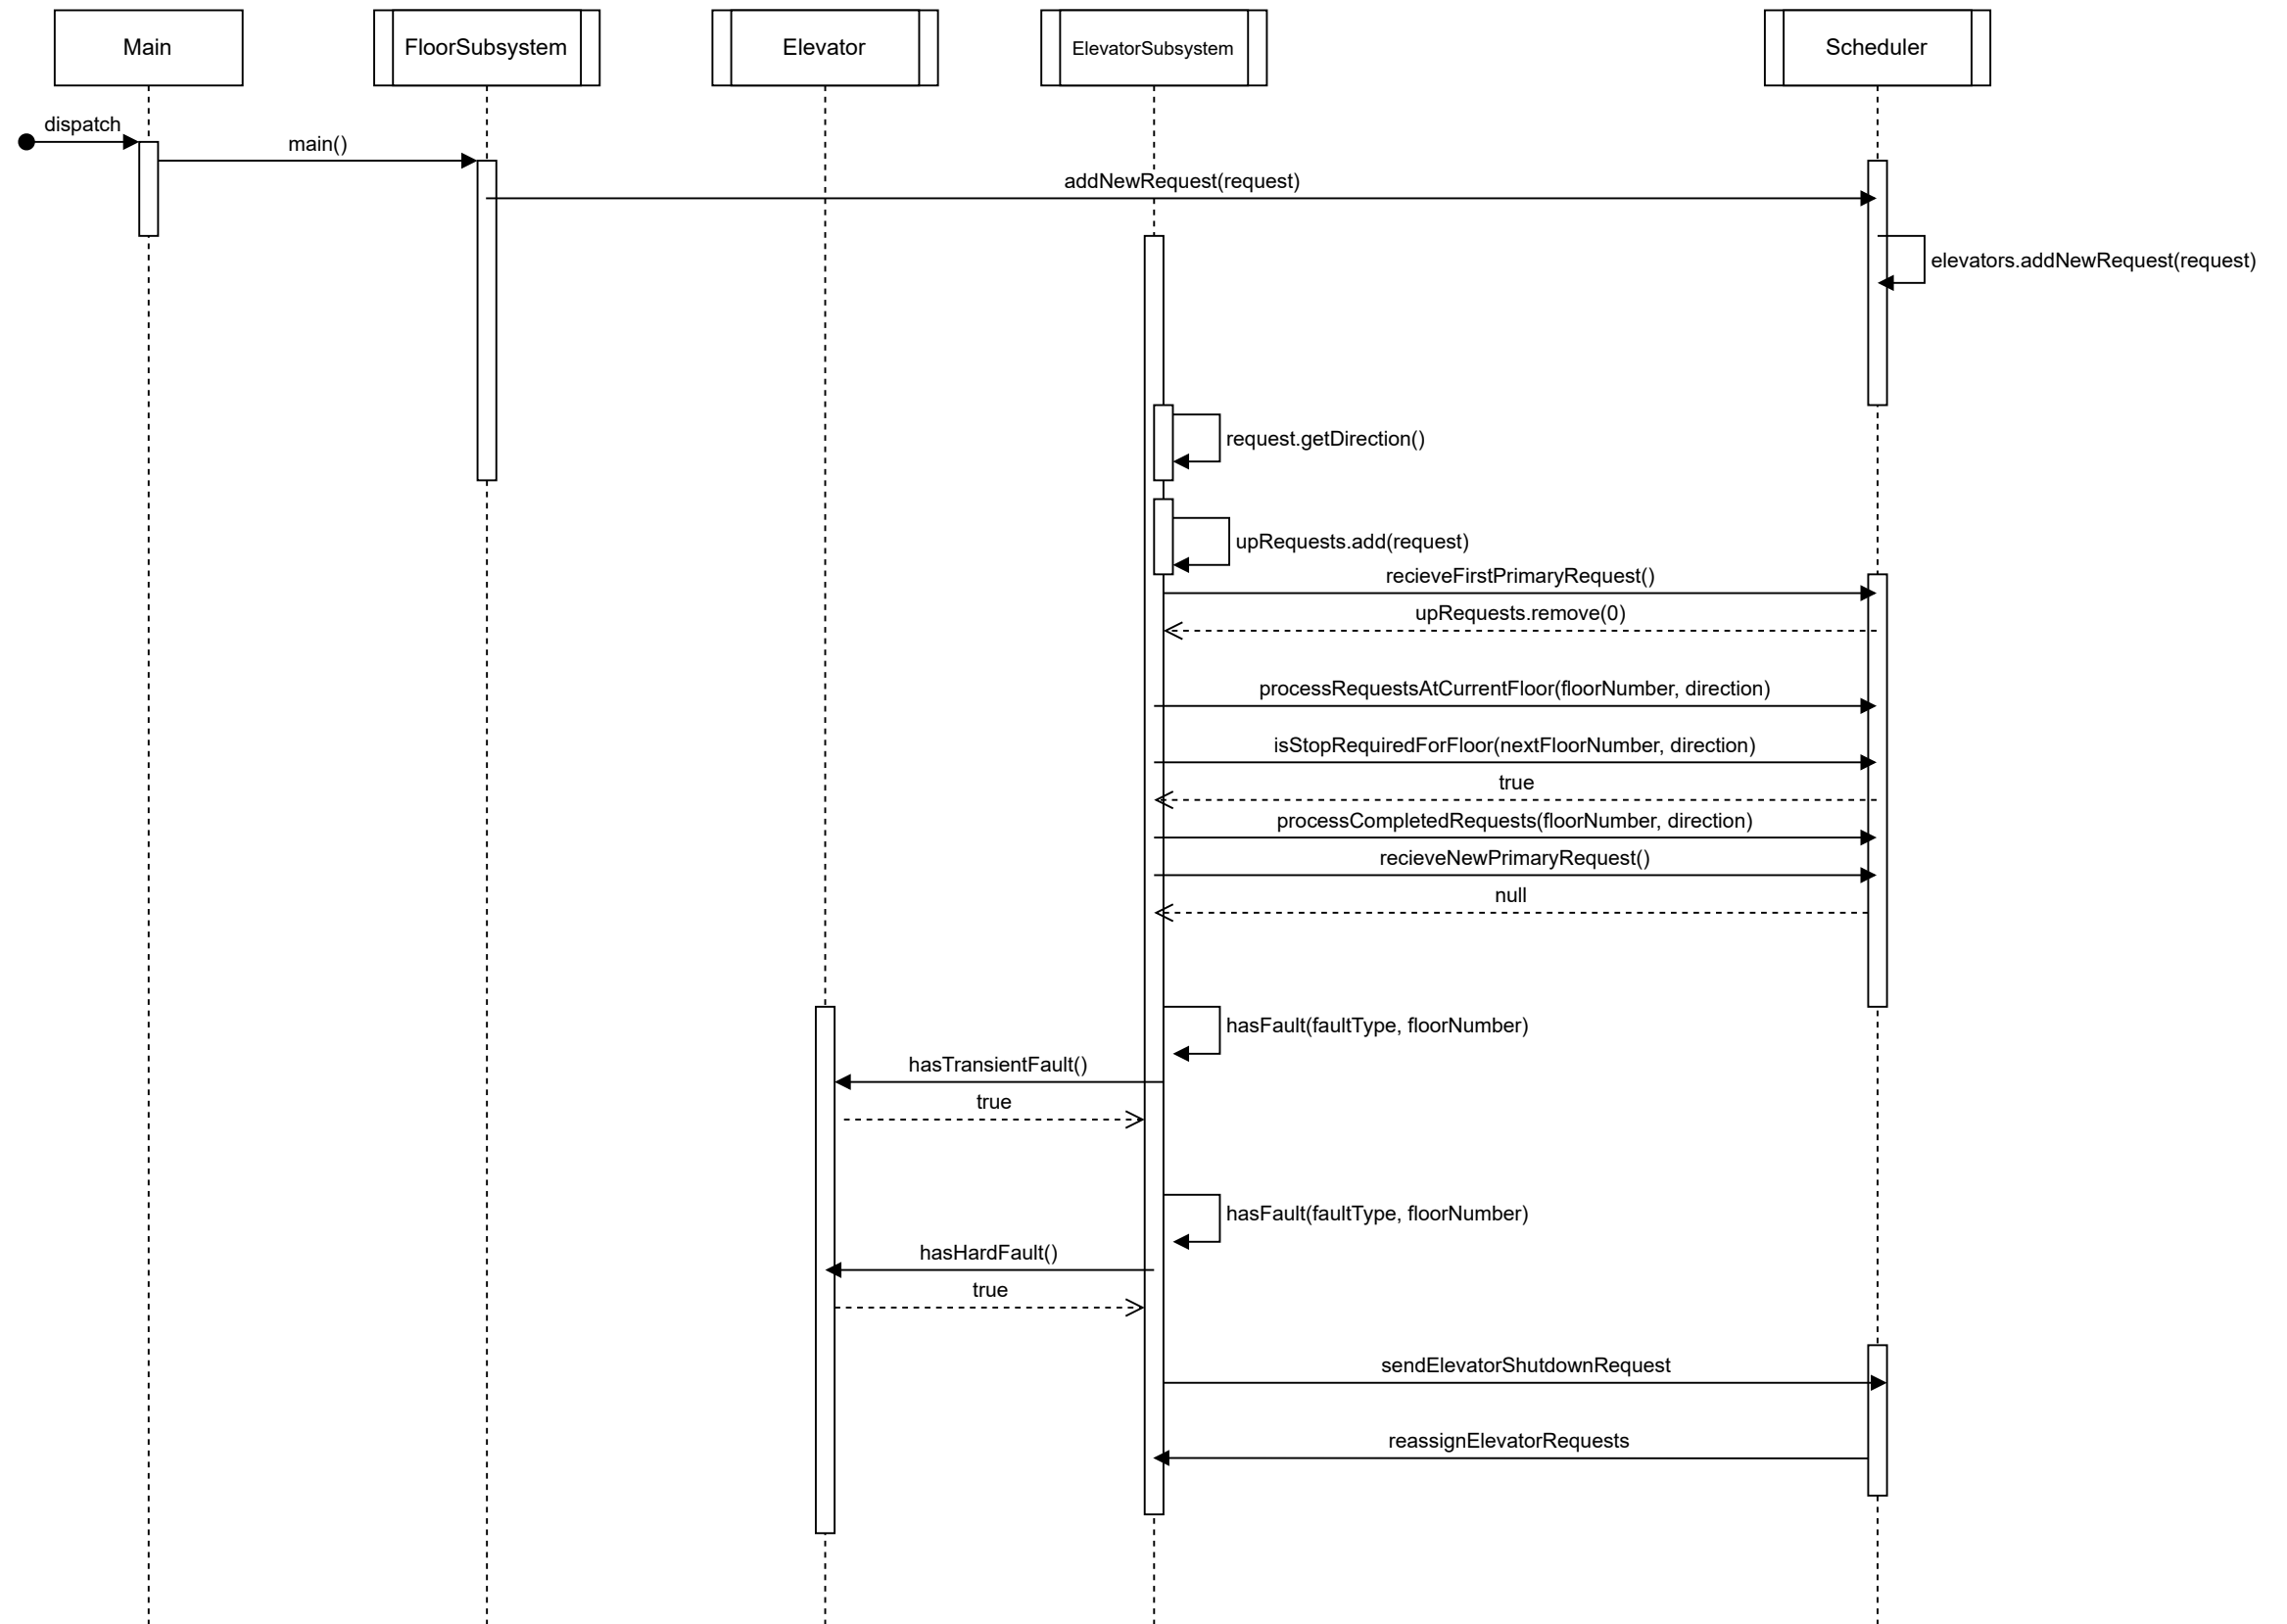 Main
FloorSubsystem
Elevator
ElevatorSubsystem
Scheduler
dispatch
main()
addNewRequest(request)
elevators.addNewRequest(request)
request.getDirection()
upRequests.add(request)
recieveFirstPrimaryRequest()
upRequests.remove(0)
processRequestsAtCurrentFloor(floorNumber, direction)
isStopRequiredForFloor(nextFloorNumber, direction)
true
processCompletedRequests(floorNumber, direction)
recieveNewPrimaryRequest()
null
hasFault(faultType, floorNumber)
hasTransientFault()
true
hasFault(faultType, floorNumber)
hasHardFault()
true
sendElevatorShutdownRequest
reassignElevatorRequests